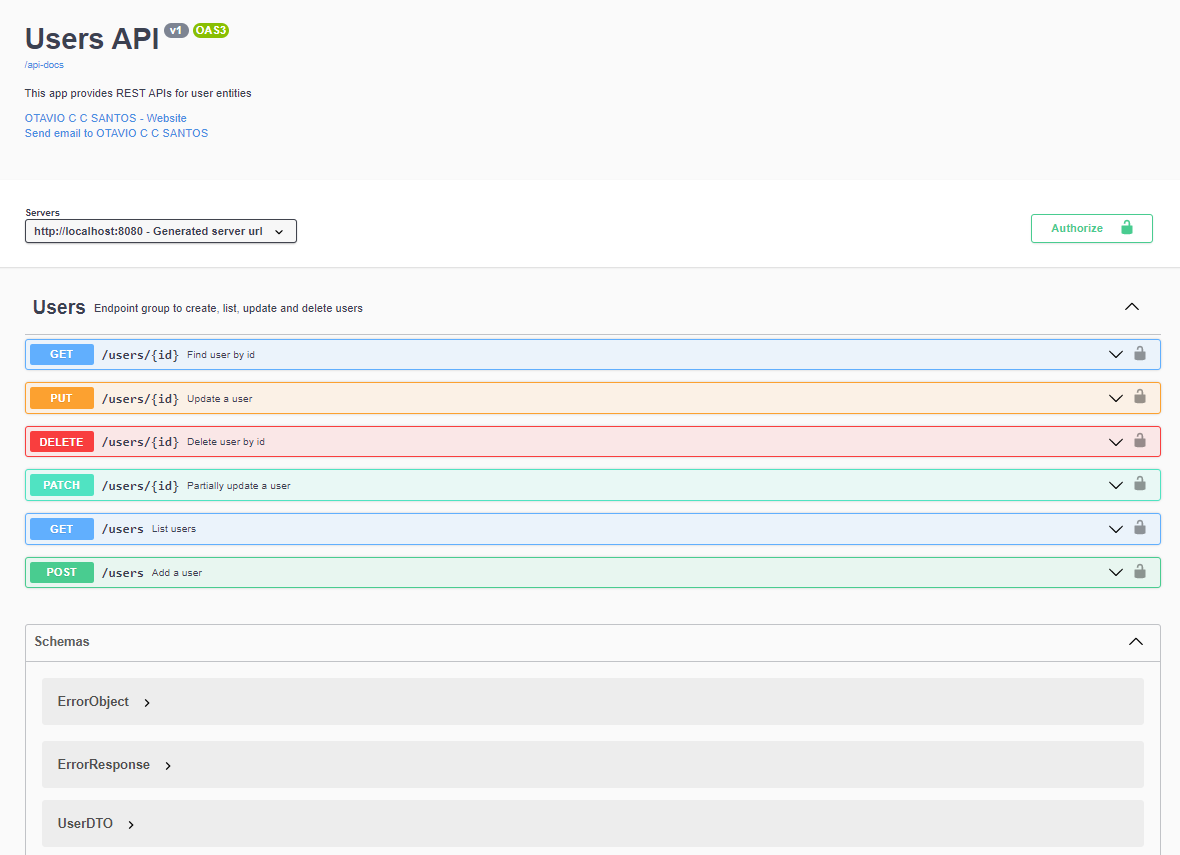 Users API v1 OAS3
/api-docs
This app provides REST APIs for user entities
OTAVIO C C SANTOS - Website
Send email to OTAVIO C C SANTOS
Servers
http://localhost:8080 - Generated server url
Authorize
Users Endpoint group to create, list, update and delete users
GET /users/{id} Find user by id
PUT /users/{id} Update a user
DELETE /users/{id} Delete user by id
PATCH /users/{id} Partially update a user
GET /users List users
POST /users Add a user
Schemas
ErrorObject
ErrorResponse
UserDTO